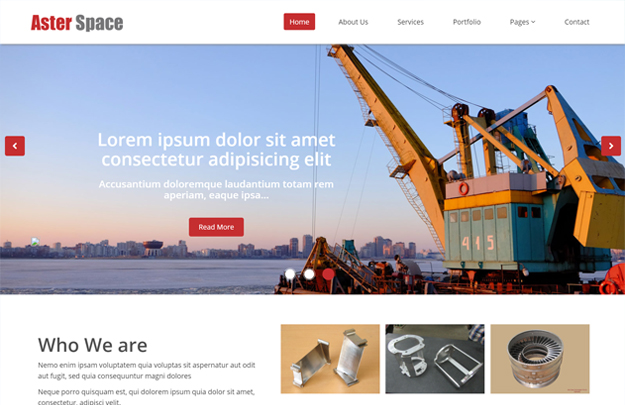 Aster Space
Home About Us Services Portfolio Pages Contact
Lorem ipsum dolor sit amet
consectetur adipisicing elit
Accusantium doloremque laudantium totam rem
aperiam, eaque ipsa...
Read More
415
Who We are
Nemo enim ipsam voluptatem quia voluptas sit aspernatur aut odit
aut fugit, sed quia consequuntur magni dolores
Neque porro quisquam est, qui dolorem ipsum quia dolor sit amet,
consectetur, adipisci velit.